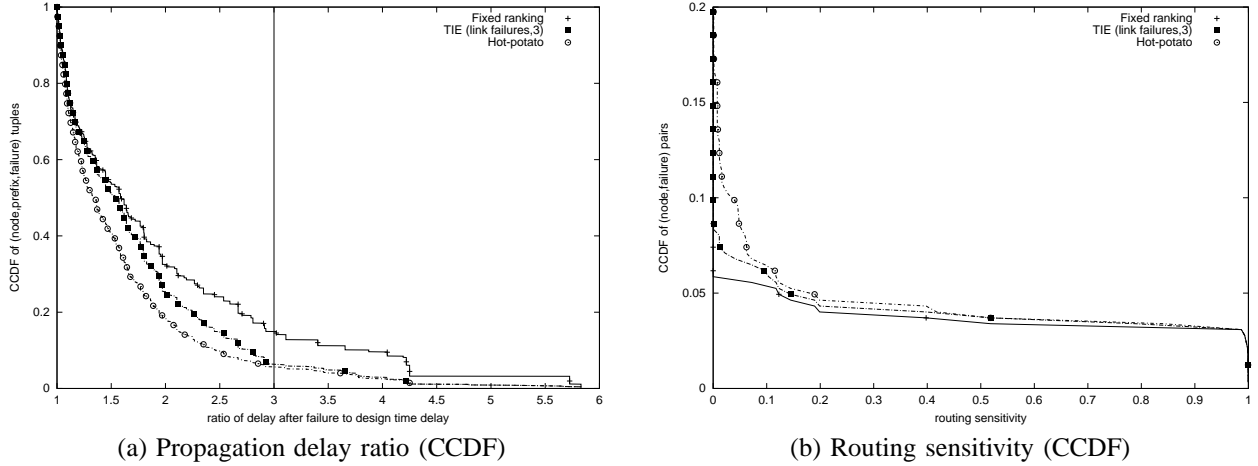 Fixed ranking
TIE (link failures,3)
Hot-potato
CCDF of (node,prefix,failure) tuples
1
0.8
0.6
0.4
0.2
0
1 1.5 2 2.5 3 3.5 4 4.5 5 5.5 6
ratio of delay after failure to design time delay
(a) Propagation delay ratio (CCDF)
Fixed ranking
TIE (link failures,3)
Hot-potato
CCDF of (node,failure) pairs
0.2
0.15
0.1
0.05
0
0 0.1 0.2 0.3 0.4 0.5 0.6 0.7 0.8 0.9 1
routing sensitivity
(b) Routing sensitivity (CCDF)